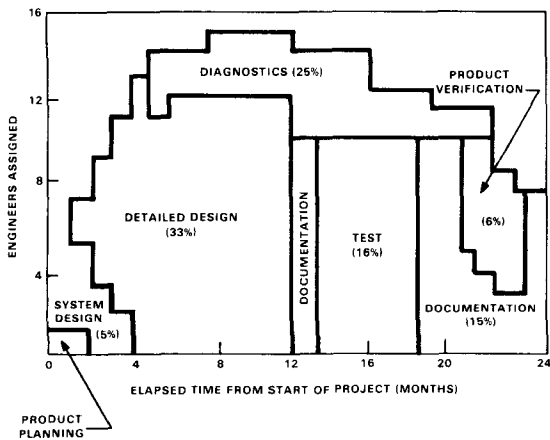 16
12
8
4
0
ENGINEERS ASSIGNED
DIAGNOSTICS (25%)
PRODUCT
VERIFICATION
DETAILED DESIGN
(33%)
DOCUMENTATION
TEST
(16%)
(6%)
SYSTEM
DESIGN
(5%)
DOCUMENTATION
(15%)
4
8
12
16
20
24
ELAPSED TIME FROM START OF PROJECT (MONTHS)
PRODUCT
PLANNING